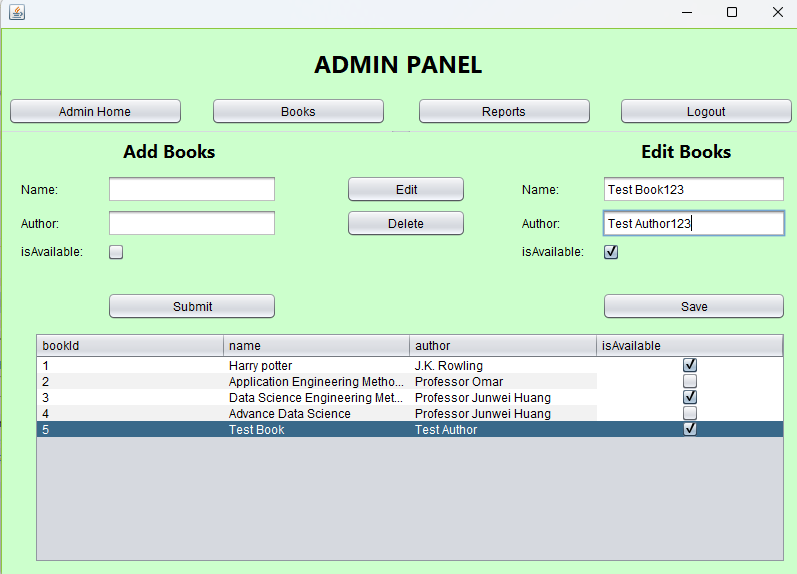 ADMIN PANEL
Admin Home Books Reports Logout
Add Books Edit Books
Name: Edit Name: Test Book123
Author: Delete Author: Test Author123
isAvailable: isAvailable:
Submit Save
bookId name author isAvailable
1 Harry potter J.K. Rowling
2 Application Engineering Metho... Professor Omar
3 Data Science Engineering Met... Professor Junwei Huang
4 Advance Data Science Professor Junwei Huang
5 Test Book Test Author